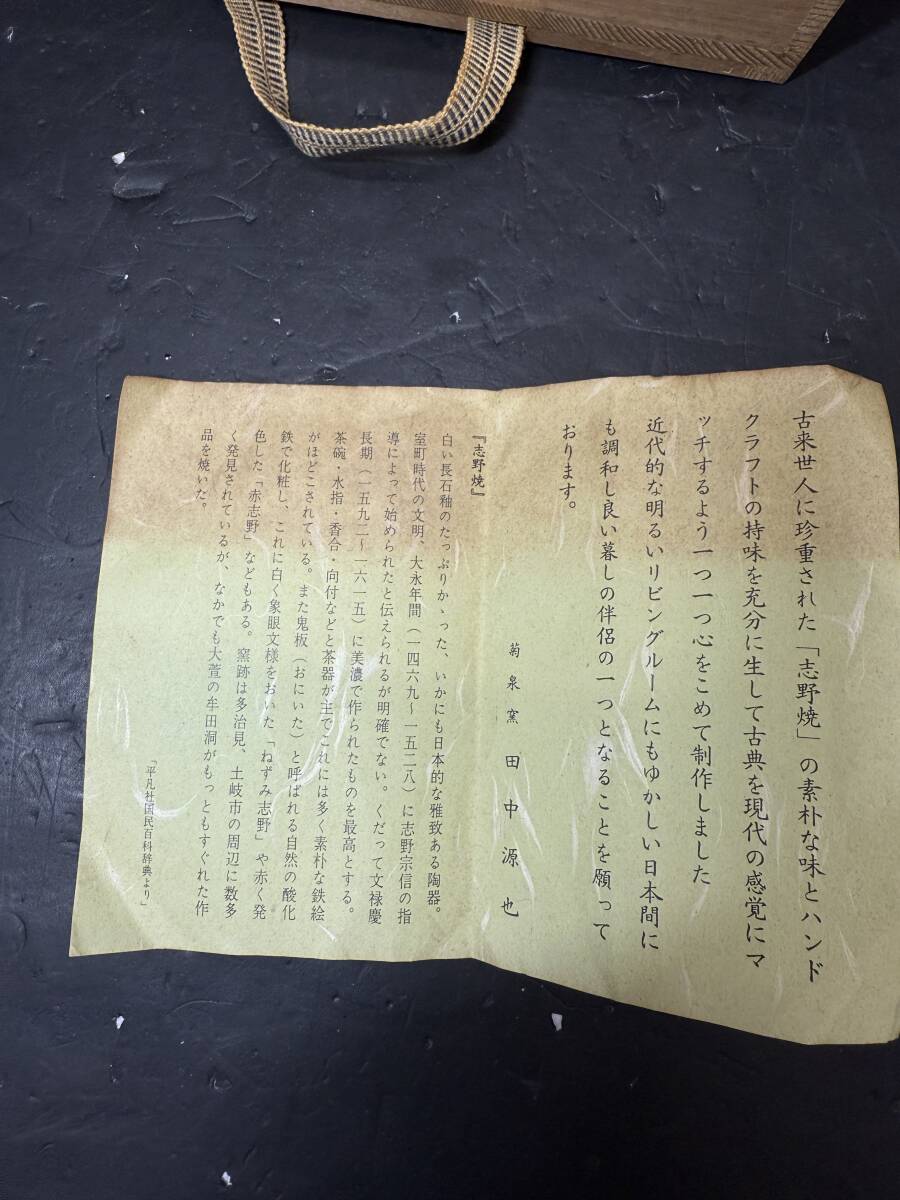 古来世人に珍重された「志野焼」の素朴な味とハンド
クラフトの持味を充分に生して古典を現代の感覚にマ
ッチするよう一つ一つ心をこめて制作しました
近代的な明るいリビングルームにもゆかしい日本間に
も調和し良い暮しの伴侶の一つとなることを願って
おります。
菊泉窯 田中源也
『志野焼』
白い長石釉のたっぷりかゝった、いかにも日本的な雅致ある陶器。
室町時代の文明、大永年間（一四六九〜一五二八）に志野宗信の指
導によって始められたと伝えられるが明確でない。くだって文禄慶
長期（一五九二〜一六一五）に美濃で作られたものを最高とする。
茶碗・水指・香合・向付などと茶器が主でこれには多く素朴な鉄絵
がほどこされている。また鬼板（おにいた）と呼ばれる自然の酸化
鉄で化粧し、これに白く象眼文様をおいた「ねずみ志野」や赤く発
色した「赤志野」などもある。窯跡は多治見、土岐市の周辺に数多
く発見されているが、なかでも大萱の牟田洞がもっともすぐれた作
品を焼いた。
「平凡社国民百科辞典より」